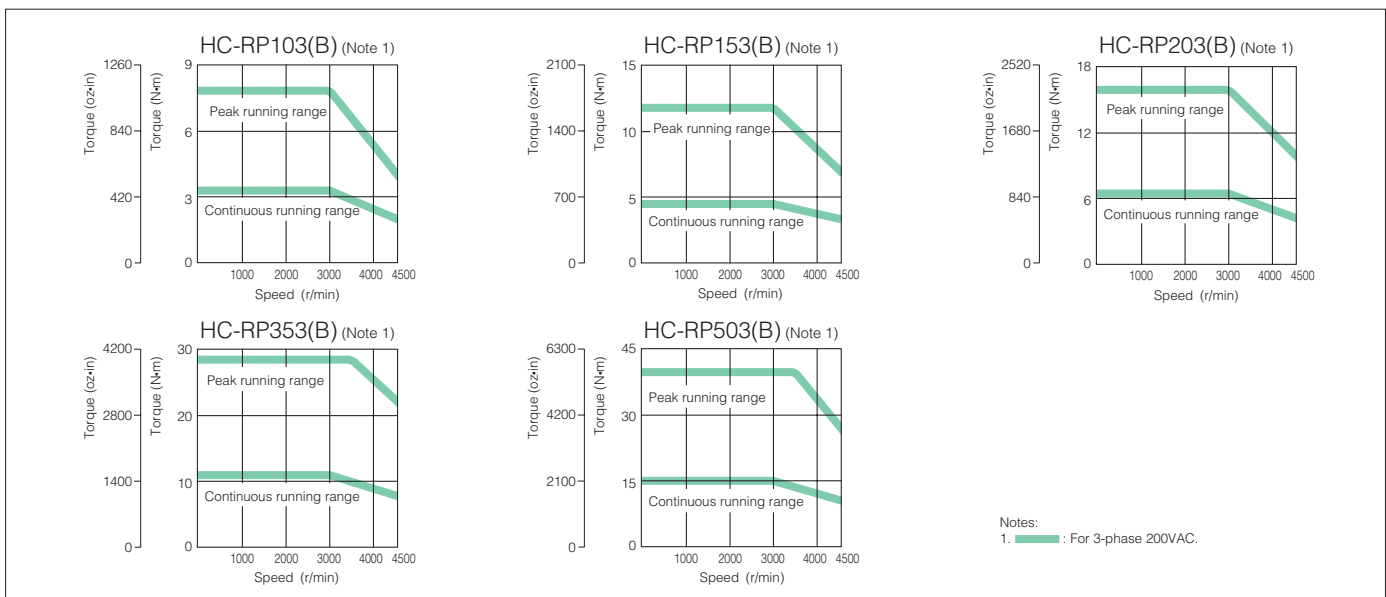 HC-RP103(B) (Note 1)
Torque (oz•in)
1260
840
420
0
Torque (N•m)
9
6
3
0
Peak running range
Continuous running range
1000 2000 3000 4000 4500
Speed (r/min)
HC-RP153(B) (Note 1)
Torque (oz•in)
2100
1400
700
0
Torque (N•m)
15
10
5
0
Peak running range
Continuous running range
1000 2000 3000 4000 4500
Speed (r/min)
HC-RP203(B) (Note 1)
Torque (oz•in)
2520
1680
840
0
Torque (N•m)
18
12
6
0
Peak running range
Continuous running range
1000 2000 3000 4000 4500
Speed (r/min)
HC-RP353(B) (Note 1)
Torque (oz•in)
4200
2800
1400
0
Torque (N•m)
30
20
10
0
Peak running range
Continuous running range
1000 2000 3000 4000 4500
Speed (r/min)
HC-RP503(B) (Note 1)
Torque (oz•in)
6300
4200
2100
0
Torque (N•m)
45
30
15
0
Peak running range
Continuous running range
1000 2000 3000 4000 4500
Speed (r/min)
Notes:
1. : For 3-phase 200VAC.